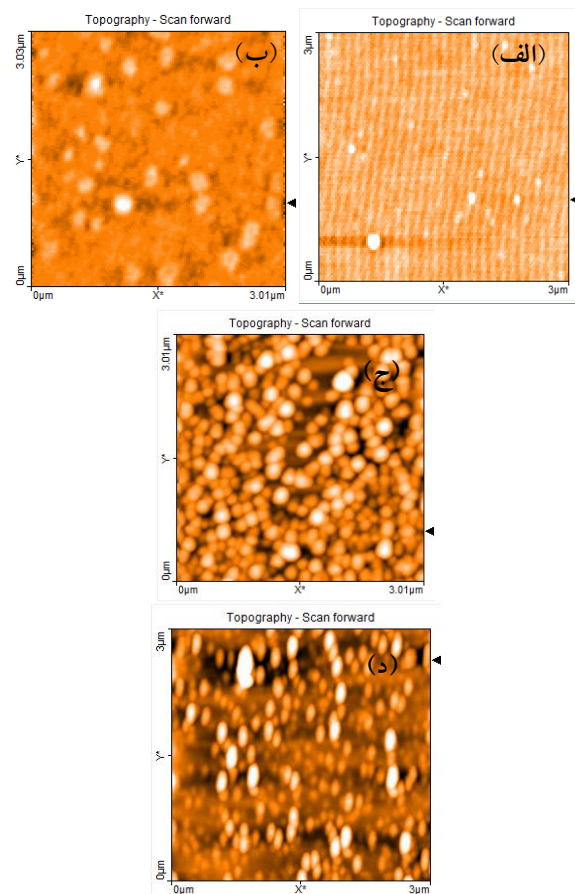 Topography - Scan forward
(ب)
3.03µm
Y*
0µm
0µm X* 3.01µm
Topography - Scan forward
(الف)
3µm
Y*
0µm
0µm X* 3µm
Topography - Scan forward
(ج)
3.01µm
Y*
0µm
0µm X* 3.01µm
Topography - Scan forward
(د)
3µm
Y*
0µm
0µm X* 3µm